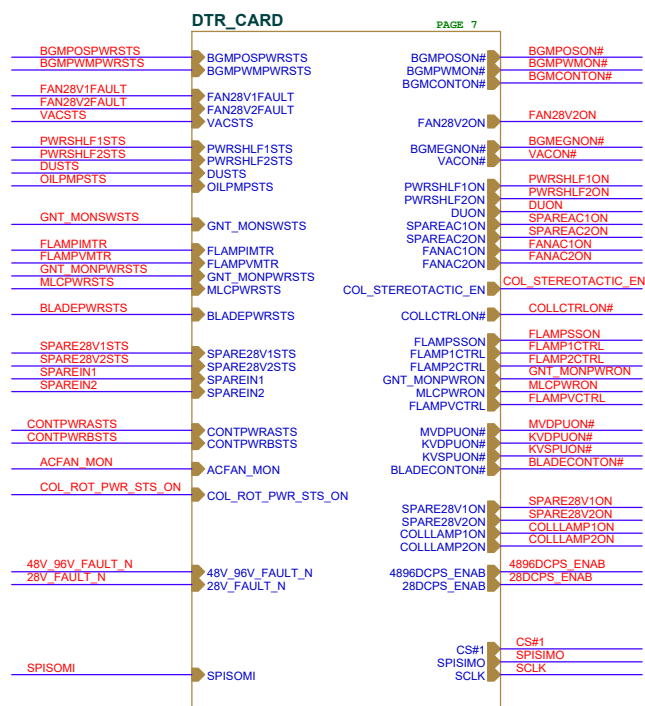 DTR_CARD
PAGE 7
BGMPOSPWRSTS BGMPOSPWRSTS BGMPOSON# BGMPOSON#
BGMPWMPWRSTS BGMPWMPWRSTS BGMPWMON# BGMPWMON#
BGMCONTON# BGMCONTON#
FAN28V1FAULT FAN28V1FAULT
FAN28V2FAULT FAN28V2FAULT
VACSTS VACSTS FAN28V2ON FAN28V2ON
PWRSHLF1STS PWRSHLF1STS BGMEGNON# BGMEGNON#
PWRSHLF2STS PWRSHLF2STS VACON# VACON#
DUSTS DUSTS
OILPMPSTS OILPMPSTS PWRSHLF1ON PWRSHLF1ON
PWRSHLF2ON PWRSHLF2ON
DUON DUON
GNT_MONSWSTS GNT_MONSWSTS SPAREAC1ON SPAREAC1ON
SPAREAC2ON SPAREAC2ON
FLAMPIMTR FLAMPIMTR FANAC1ON FANAC1ON
FLAMPVMTR FLAMPVMTR FANAC2ON FANAC2ON
GNT_MONPWRSTS GNT_MONPWRSTS
MLCPWRSTS MLCPWRSTS COL_STEREOTACTIC_EN COL_STEREOTACTIC_EN
BLADEPWRSTS BLADEPWRSTS COLLCTRLON# COLLCTRLON#
FLAMPSSON FLAMPSSON
SPARE28V1STS SPARE28V1STS FLAMP1CTRL FLAMP1CTRL
SPARE28V2STS SPARE28V2STS FLAMP2CTRL FLAMP2CTRL
SPAREIN1 SPAREIN1 GNT_MONPWRON GNT_MONPWRON
SPAREIN2 SPAREIN2 MLCPWRON MLCPWRON
FLAMPVCTRL FLAMPVCTRL
CONTPWRASTS CONTPWRASTS MVDPUON# MVDPUON#
CONTPWRBSTS CONTPWRBSTS KVDPUON# KVDPUON#
KVSPUON# KVSPUON#
ACFAN_MON ACFAN_MON BLADECONTON# BLADECONTON#
COL_ROT_PWR_STS_ON COL_ROT_PWR_STS_ON
SPARE28V1ON SPARE28V1ON
SPARE28V2ON SPARE28V2ON
COLLLAMP1ON COLLLAMP1ON
COLLLAMP2ON COLLLAMP2ON
48V_96V_FAULT_N 48V_96V_FAULT_N 4896DCPS_ENAB 4896DCPS_ENAB
28V_FAULT_N 28V_FAULT_N 28DCPS_ENAB 28DCPS_ENAB
CS#1 CS#1
SPISIMO SPISIMO
SPISOMI SPISOMI SCLK SCLK